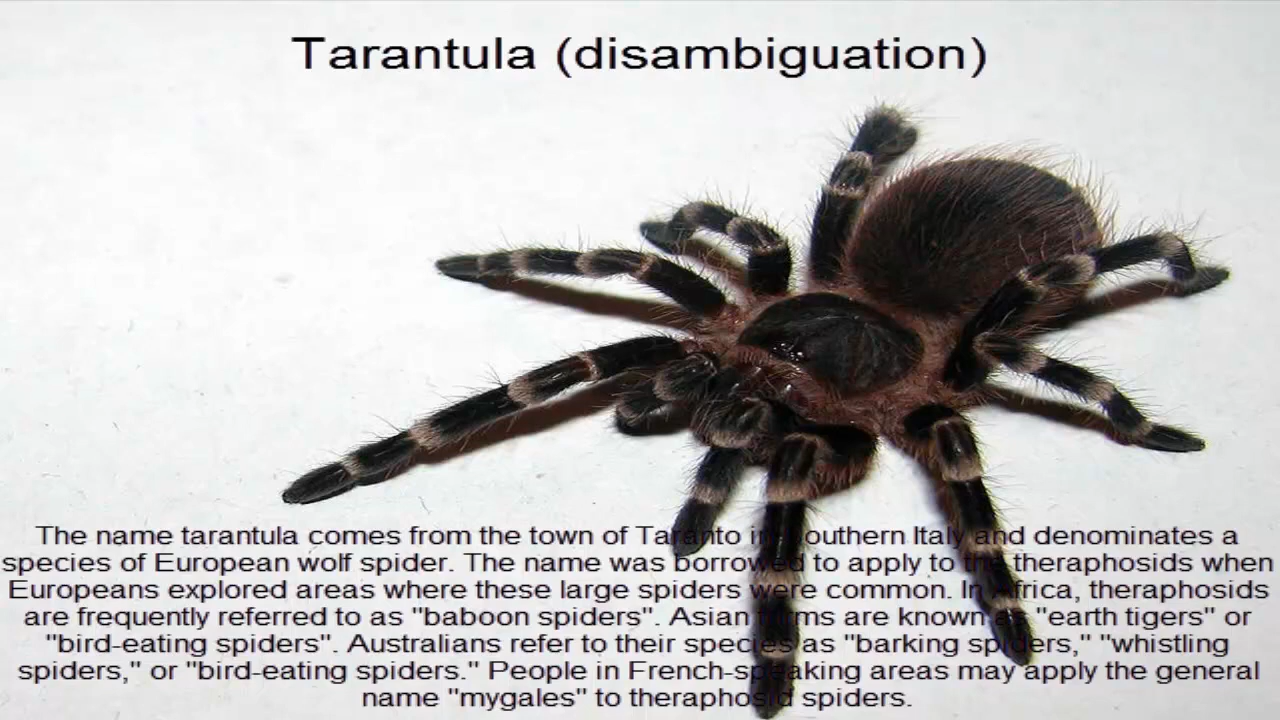 Tarantula (disambiguation)
The name tarantula comes from the town of Taranto in Southern Italy and denominates a
species of European wolf spider. The name was borrowed to apply to the theraphosids when
Europeans explored areas where these large spiders were common. In Africa, theraphosids
are frequently referred to as "baboon spiders". Asian forms are known as "earth tigers" or
"bird-eating spiders". Australians refer to their species as "barking spiders," "whistling
spiders," or "bird-eating spiders." People in French-speaking areas may apply the general
name "mygales" to theraphosid spiders.